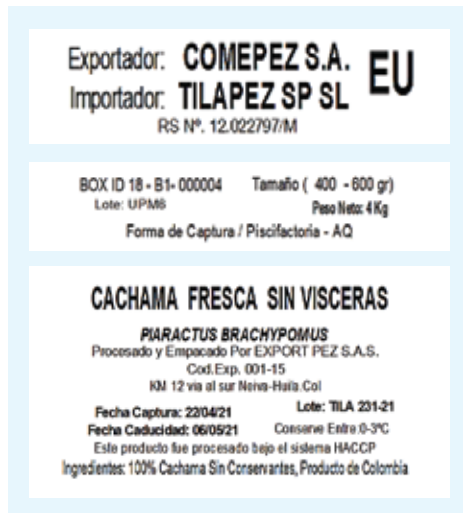 Exportador: COMEPEZ S.A.
Importador: TILAPEZ SP SL
EU
RS Nº. 12.022797/M
BOX ID 18 - B1- 000004 Tamaño ( 400 - 600 gr)
Lote: UPM6 Peso Neto: 4 Kg
Forma de Captura / Piscifactoria - AQ
CACHAMA FRESCA SIN VISCERAS
PIARACTUS BRACHYPOMUS
Procesado y Empacado Por EXPORT PEZ S.A.S.
Cod.Exp. 001-15
KM 12 via al sur Neiva-Huila.Col
Fecha Captura: 22/04/21 Lote: TILA 231-21
Fecha Caducidad: 06/05/21 Conserve Entre:0-3ºC
Este producto fue procesado bajo el sistema HACCP
Ingredientes: 100% Cachama Sin Conservantes, Producto de Colombia